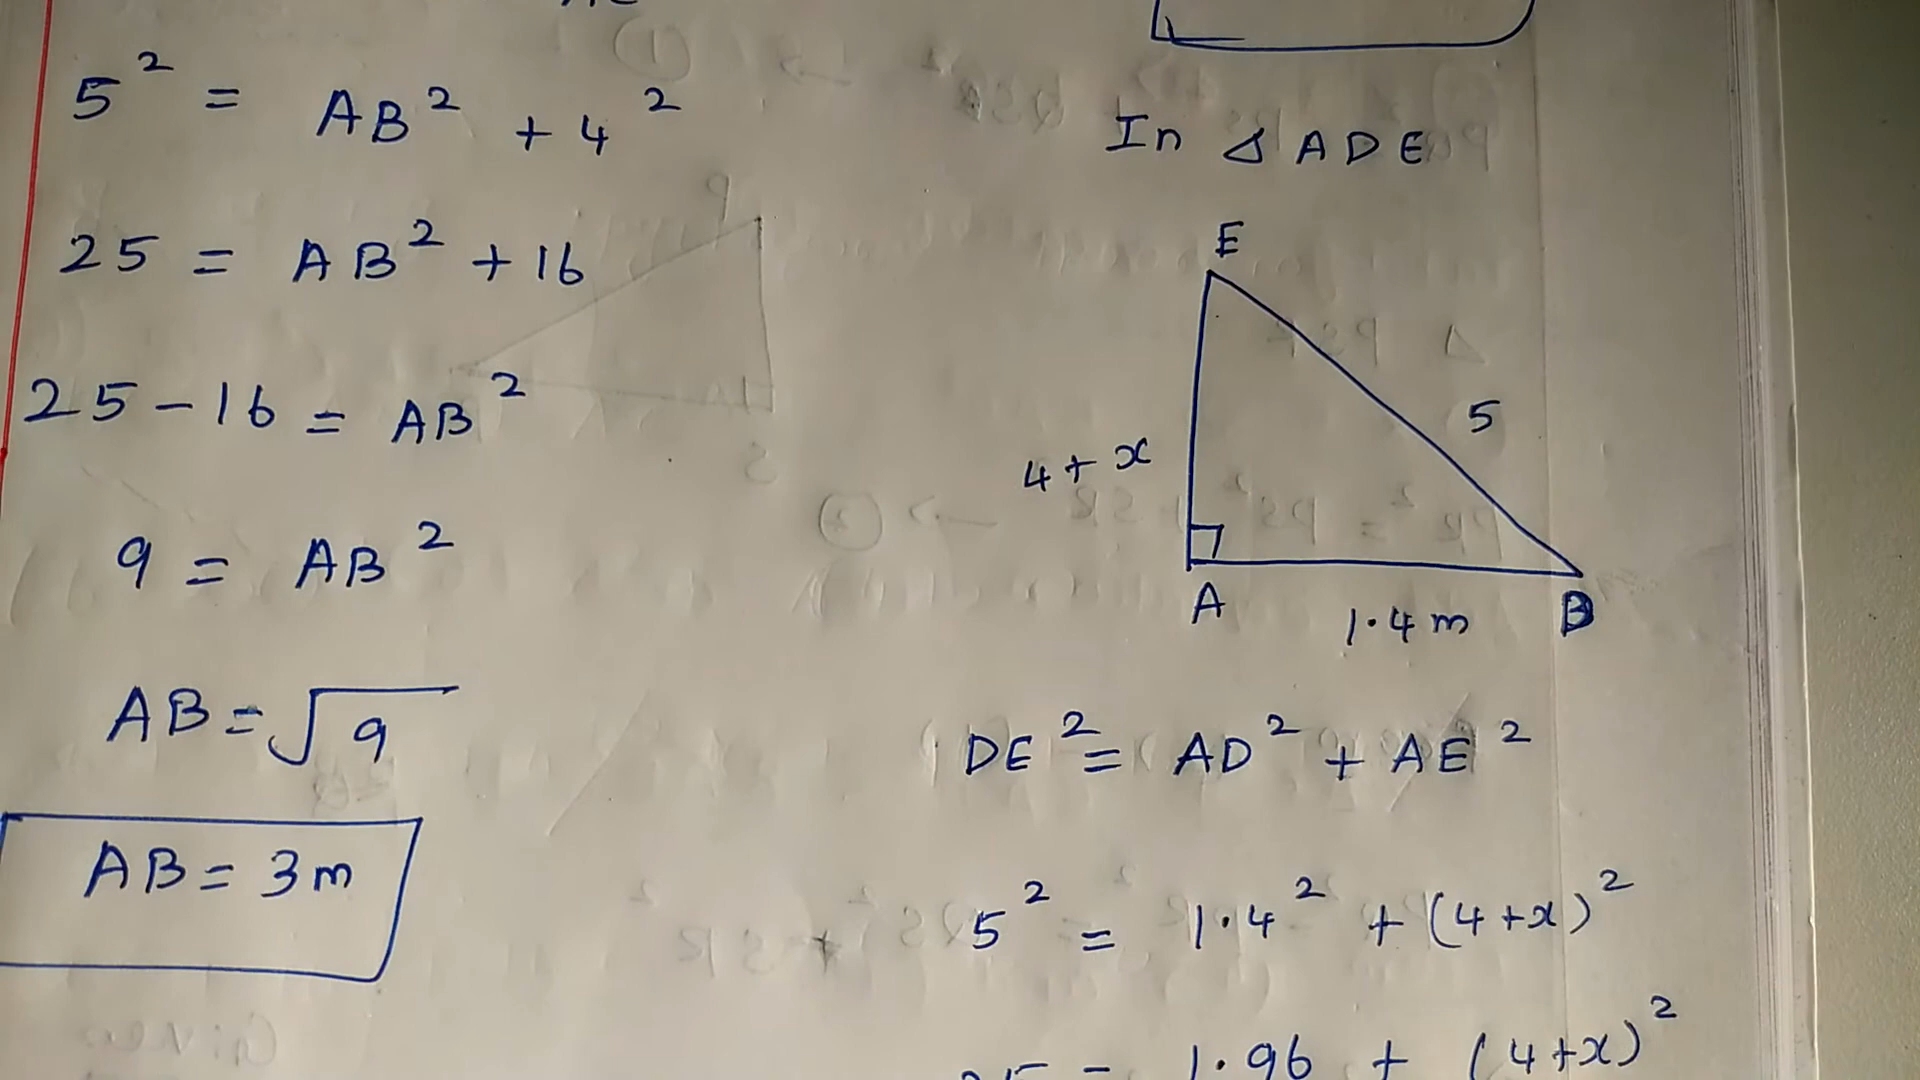 5² = AB² + 4²
25 = AB² + 16
25 - 16 = AB²
9 = AB²
AB = √9
AB = 3m
In △ ADE
E
5
4 + x
A
1.4 m
DE² = AD² + AE²
5² = 1.4² + (4 + x)²
1.96 + (4 + x)²